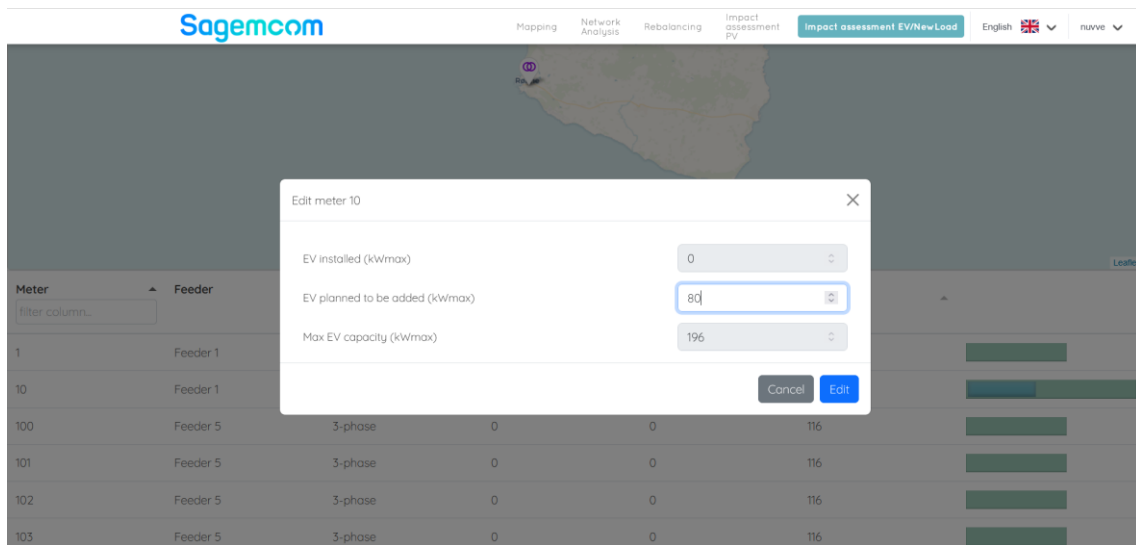 Sagemcom
Mapping
Network
Analysis
Rebalancing
Impact
assessment
PV
Impact assessment EV/NewLoad
English
nuvve
Edit meter 10
EV installed (kWmax)
0
EV planned to be added (kWmax)
80
Max EV capacity (kWmax)
196
Cancel
Edit
Meter
Feeder
filter column...
1 Feeder 1
10 Feeder 1
100 Feeder 5 3-phase 0 0 116
101 Feeder 5 3-phase 0 0 116
102 Feeder 5 3-phase 0 0 116
103 Feeder 5 3-phase 0 0 116